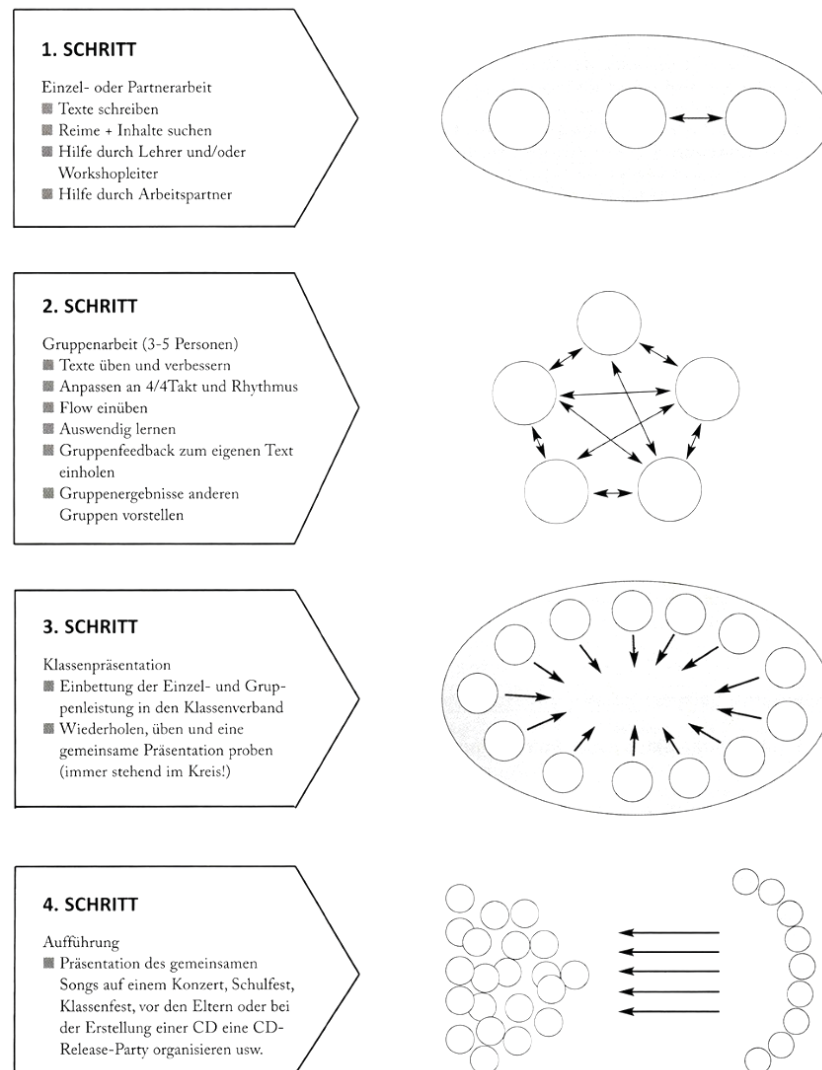 1. SCHRITT
Einzel- oder Partnerarbeit
■ Texte schreiben
■ Reime + Inhalte suchen
■ Hilfe durch Lehrer und/oder
Workshopleiter
■ Hilfe durch Arbeitspartner
2. SCHRITT
Gruppenarbeit (3-5 Personen)
■ Texte üben und verbessern
■ Anpassen an 4/4Takt und Rhythmus
■ Flow einüben
■ Auswendig lernen
■ Gruppenfeedback zum eigenen Text
einholen
■ Gruppenergebnisse anderen
Gruppen vorstellen
3. SCHRITT
Klassenpräsentation
■ Einbettung der Einzel- und Grup-
penleistung in den Klassenverband
■ Wiederholen, üben und eine
gemeinsame Präsentation proben
(immer stehend im Kreis!)
4. SCHRITT
Aufführung
■ Präsentation des gemeinsamen
Songs auf einem Konzert, Schulfest,
Klassenfest, vor den Eltern oder bei
der Erstellung einer CD eine CD-
Release-Party organisieren usw.